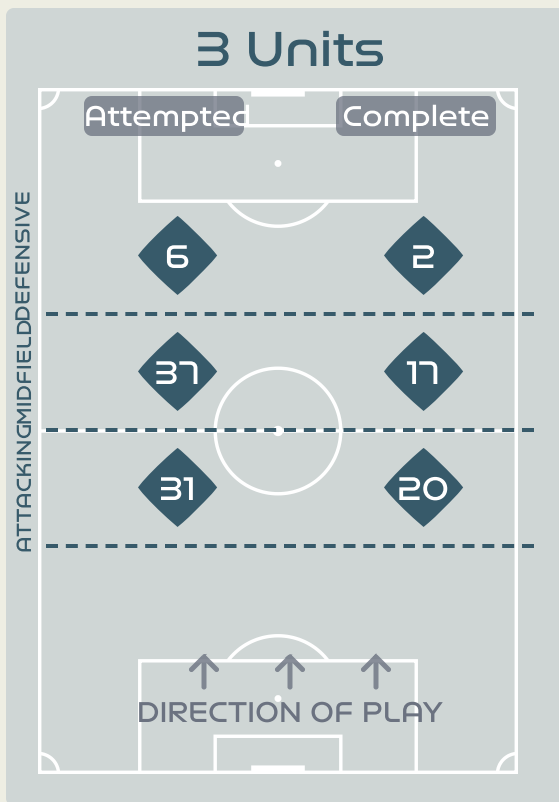 3 Units
Attempted Complete
6 2
37 17
31 20
ATTACKINGMIDFIELDDEFENSIVE
DIRECTION OF PLAY